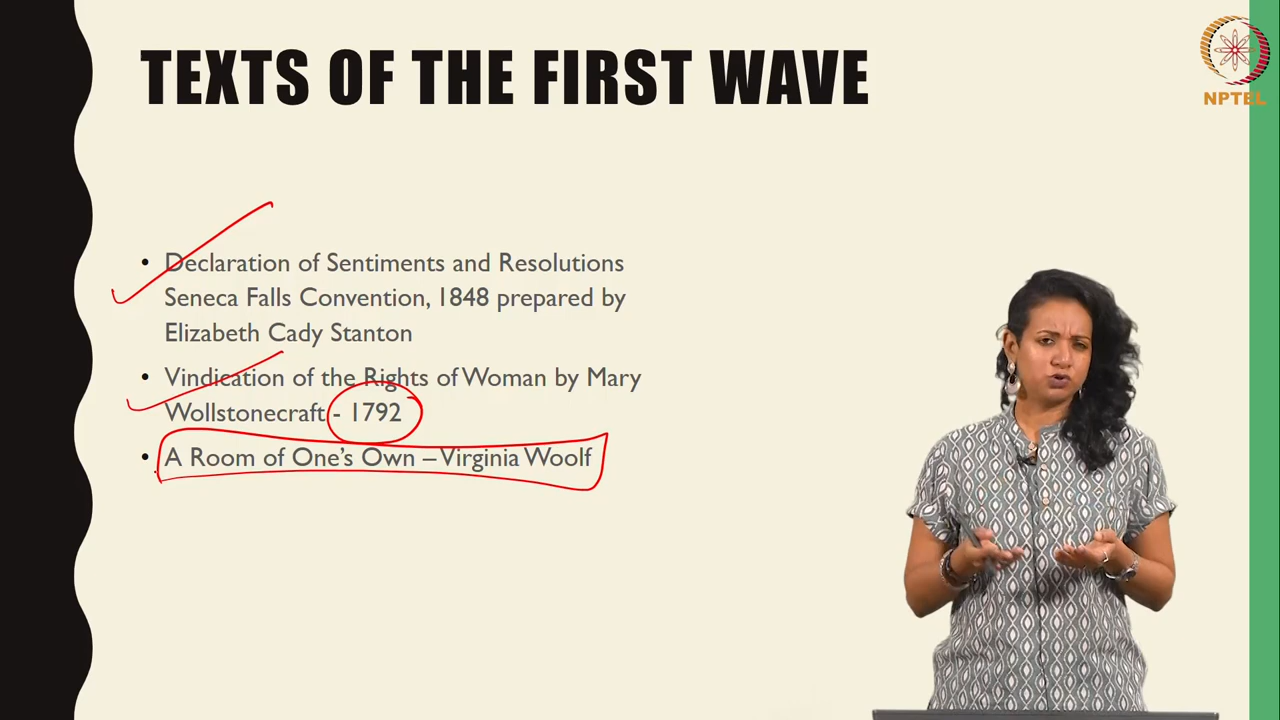 TEXTS OF THE FIRST WAVE
NPTEL
• Declaration of Sentiments and Resolutions
Seneca Falls Convention, 1848 prepared by
Elizabeth Cady Stanton
• Vindication of the Rights of Woman by Mary
Wollstonecraft - 1792
• A Room of One's Own – Virginia Woolf